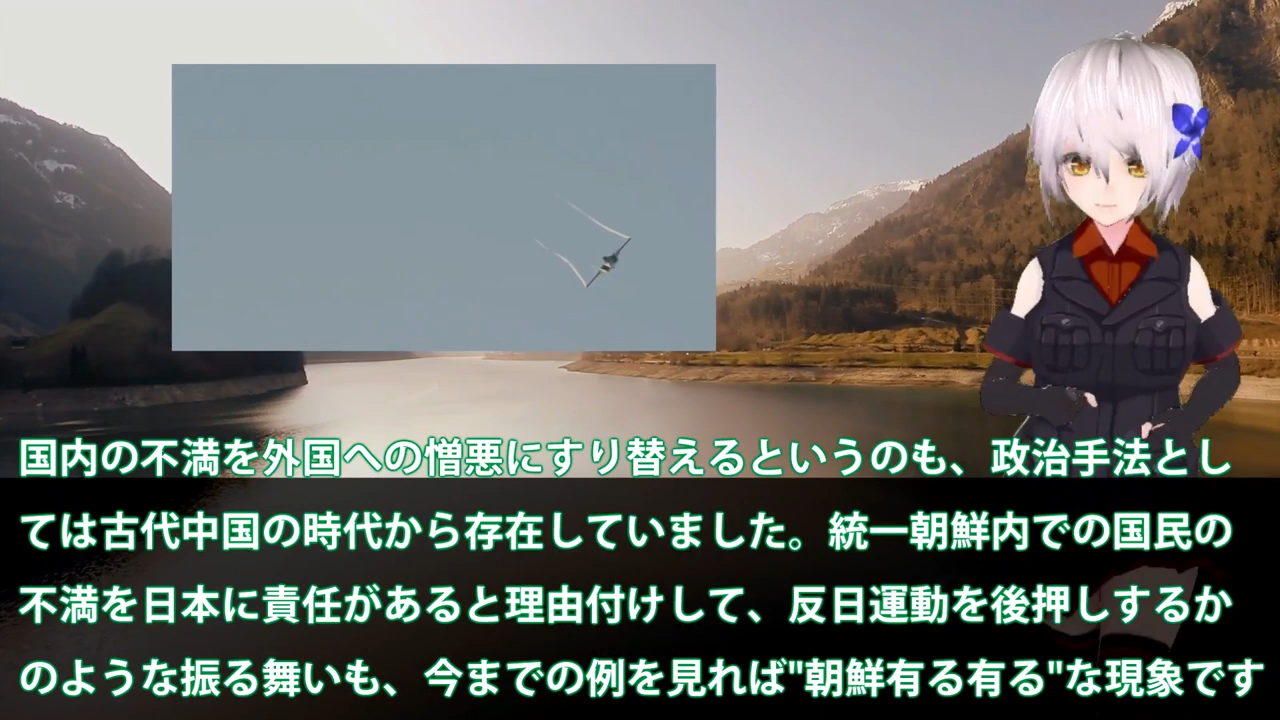 国内の不満を外国への憎悪にすり替えるというのも、政治手法とし
ては古代中国の時代から存在していました。統一朝鮮内での国民の
不満を日本に責任があると理由付けして、反日運動を後押しするか
のような振る舞いも、今までの例を見れば"朝鮮有る有る"な現象です